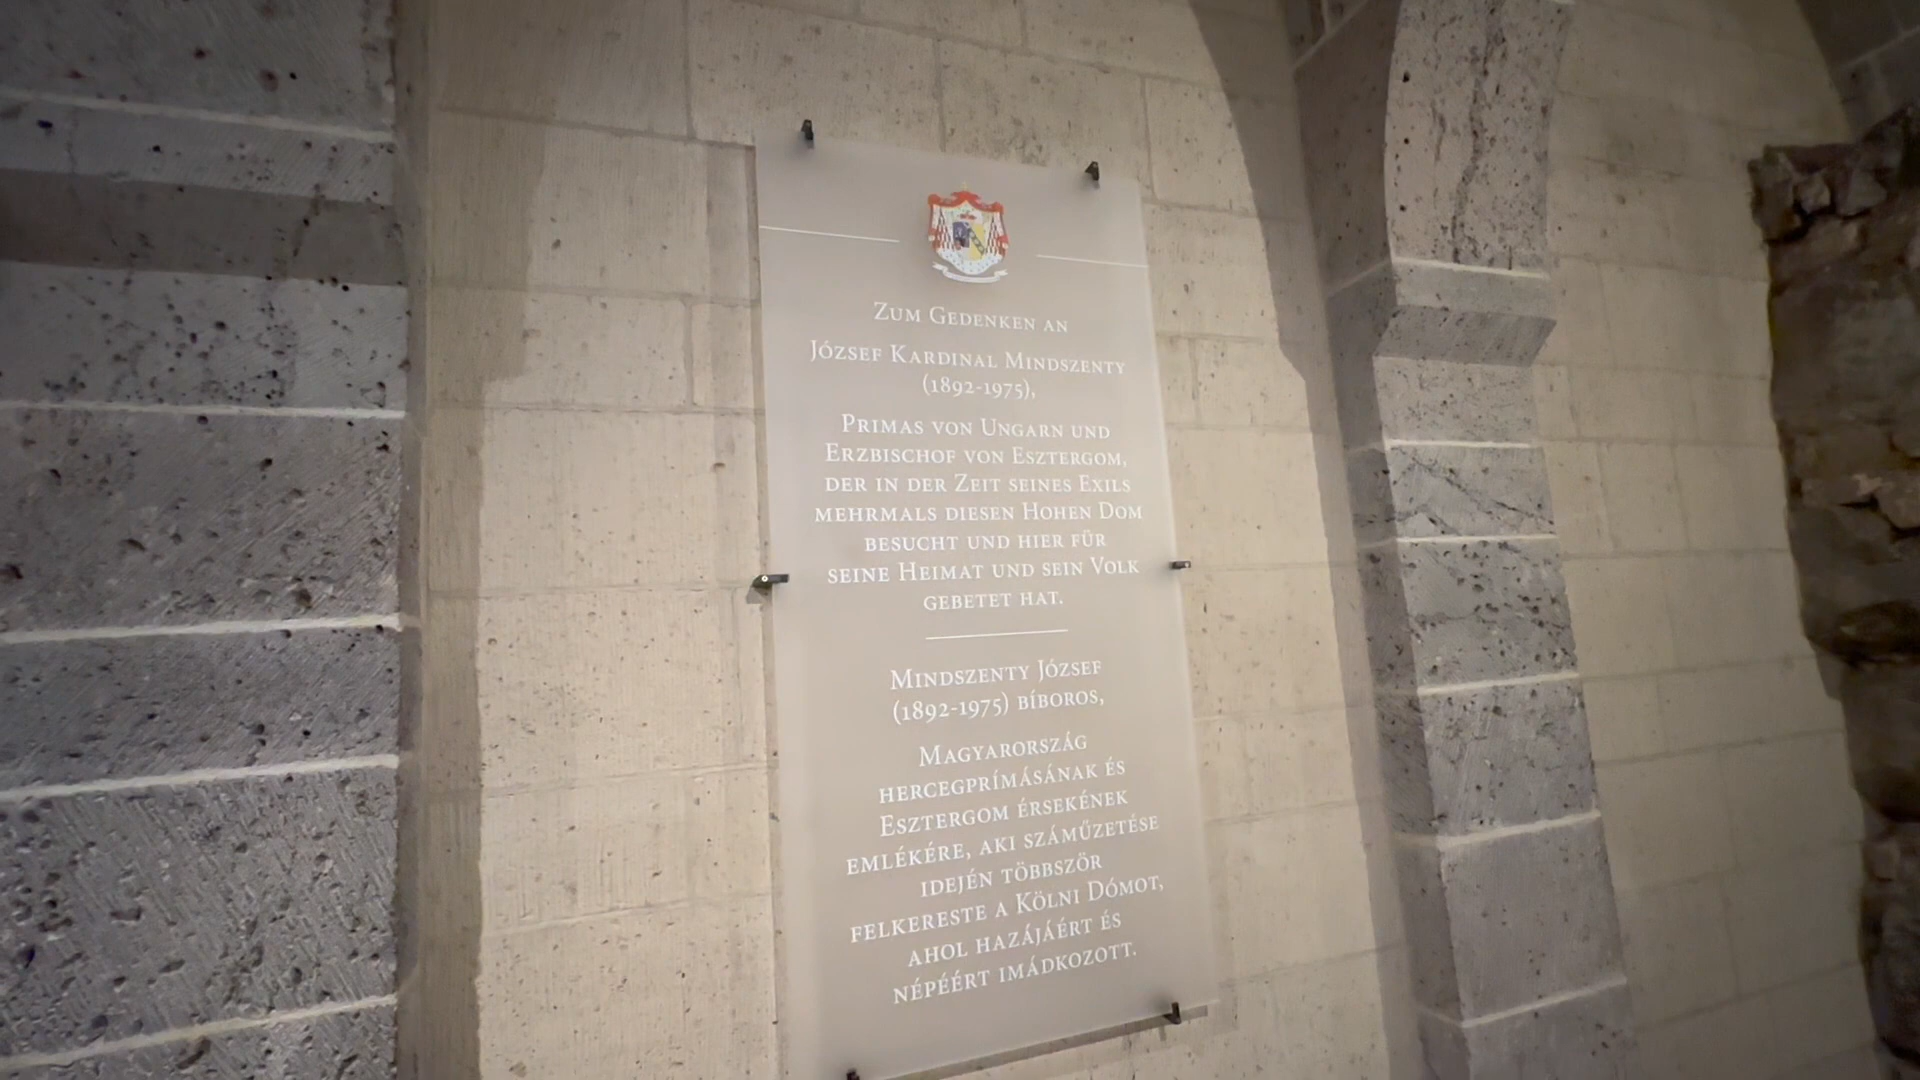 Zum Gedenken an
József Kardinal Mindszenty
(1892-1975),
Primas von Ungarn und
Erzbischof von Esztergom,
der in der Zeit seines Exils
mehrmals diesen Hohen Dom
besucht und hier für
seine Heimat und sein Volk
gebetet hat.
Mindszenty József
(1892-1975) bíboros,
Magyarország
hercegprímásának és
Esztergom érsekének
emlékére, aki száműzetése
idején többször
felkereste a Kölni Dómot,
ahol hazájáért és
népéért imádkozott.